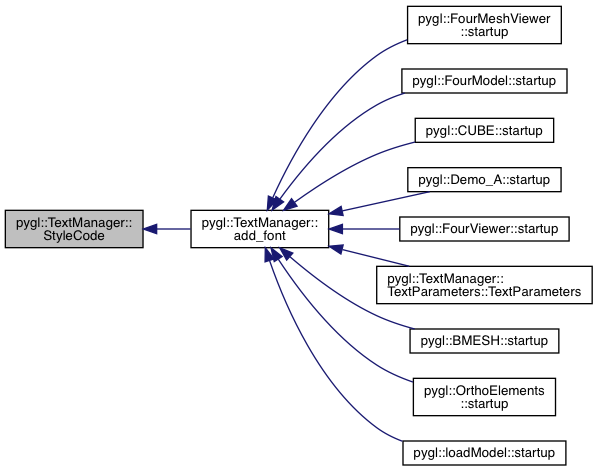 pygl::FourMeshViewer
::startup
pygl::FourModel::startup
pygl::CUBE::startup
pygl::Demo_A::startup
pygl::TextManager::
StyleCode
pygl::TextManager::
add_font
pygl::FourViewer::startup
pygl::TextManager::
TextParameters::TextParameters
pygl::BMESH::startup
pygl::OrthoElements
::startup
pygl::loadModel::startup